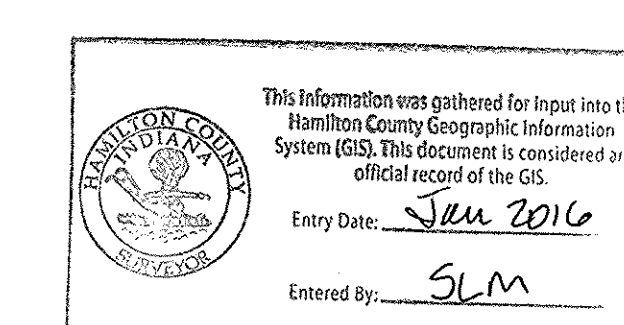 HAMILTON COUNTY
INDIANA
SURVEYOR
This information was gathered for input into th
Hamilton County Geographic Information
System (GIS). This document is considered an
official record of the GIS.
Entry Date: Jan 2016
Entered By: SLM